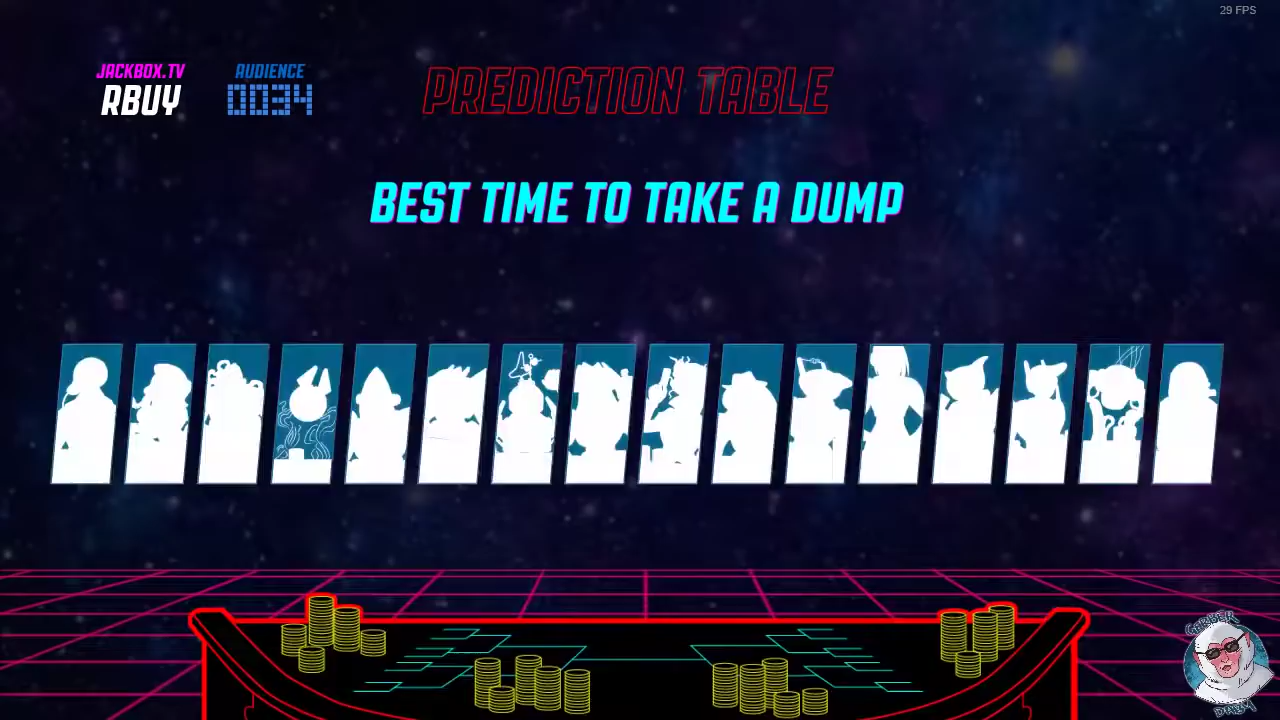 29 FPS
JACKBOX.TV
RBUY
AUDIENCE
0034
PREDICTION TABLE
BEST TIME TO TAKE A DUMP